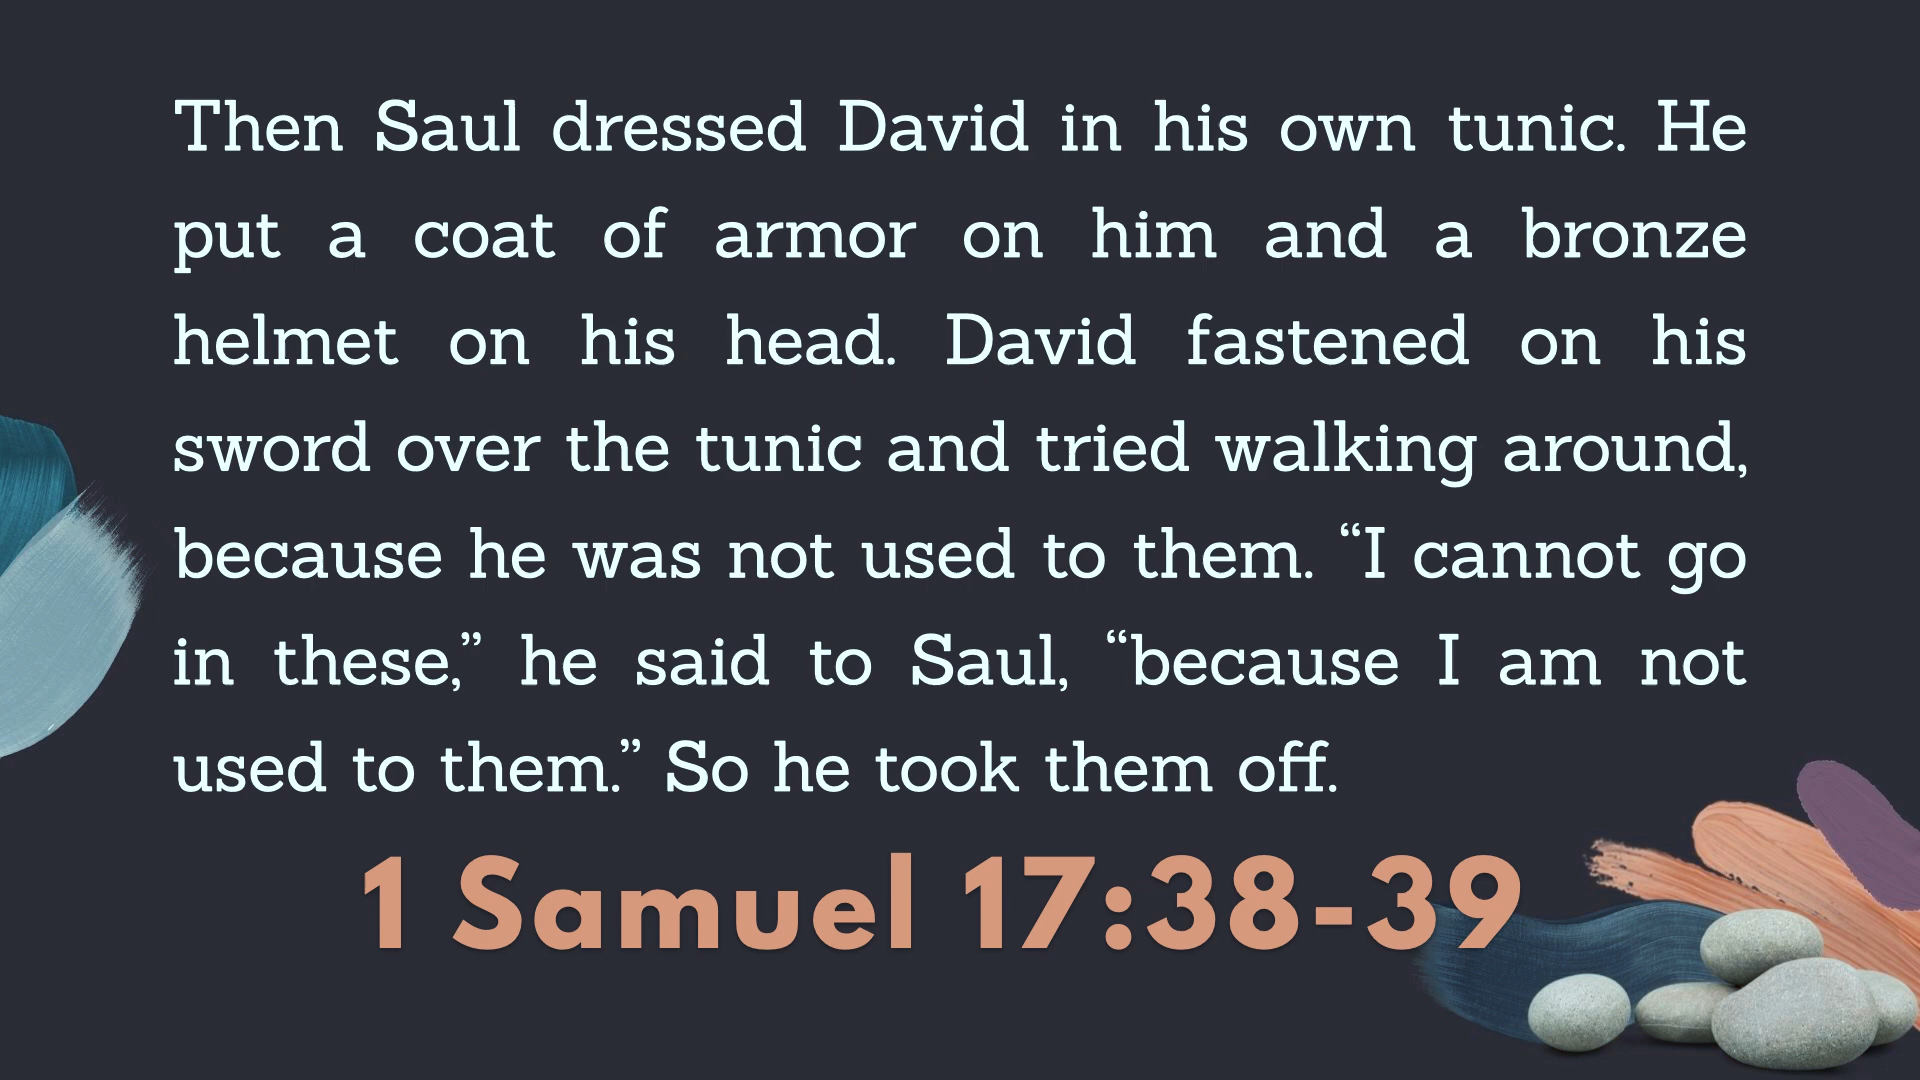 Then Saul dressed David in his own tunic. He
put a coat of armor on him and a bronze
helmet on his head. David fastened on his
sword over the tunic and tried walking around,
because he was not used to them. “I cannot go
in these,” he said to Saul, “because I am not
used to them.” So he took them off.
1 Samuel 17:38-39